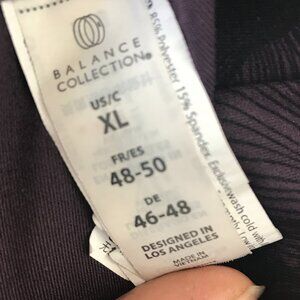 BALANCE
COLLECTION®
US/C
XL
FR/ES
48-50
DE
46-48
DESIGNED IN
LOS ANGELES
MADE IN
VIETNAM
85% Polyester 15% Spandex
wash cold with